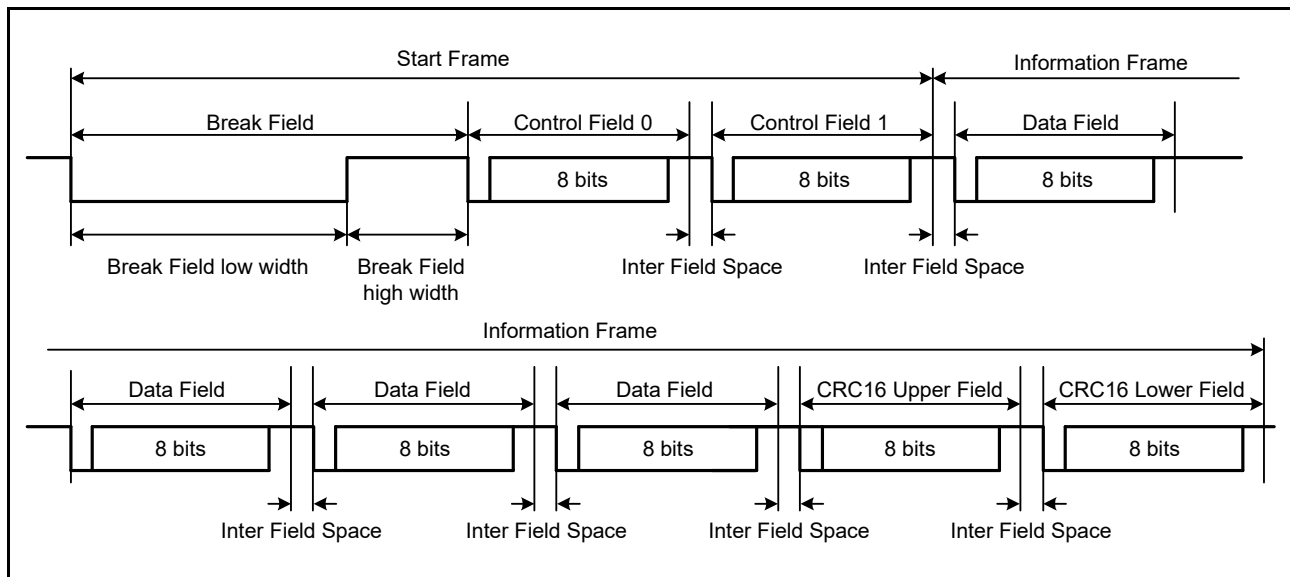 Start Frame
Information Frame
Break Field
Control Field 0
Control Field 1
Data Field
8 bits
8 bits
8 bits
Break Field low width
Break Field
high width
Inter Field Space
Inter Field Space
Information Frame
Data Field
Data Field
Data Field
CRC16 Upper Field
CRC16 Lower Field
8 bits
8 bits
8 bits
8 bits
8 bits
Inter Field Space
Inter Field Space
Inter Field Space
Inter Field Space